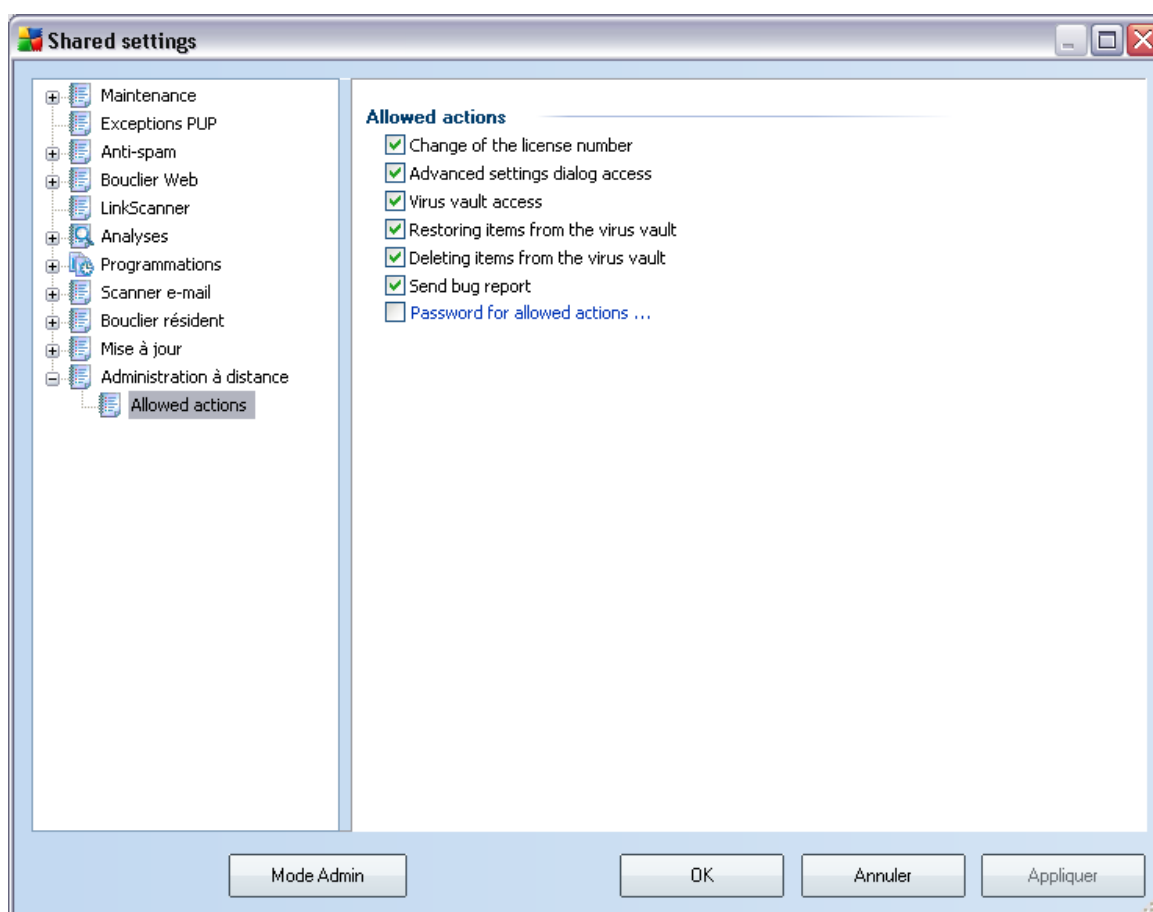 Shared settings
Maintenance
Exceptions PUP
Anti-spam
Bouclier Web
LinkScanner
Analyses
Programmations
Scanner e-mail
Bouclier résident
Mise à jour
Administration à distance
Allowed actions
Allowed actions
Change of the license number
Advanced settings dialog access
Virus vault access
Restoring items from the virus vault
Deleting items from the virus vault
Send bug report
Password for allowed actions ...
Mode Admin
OK
Annuler
Appliquer